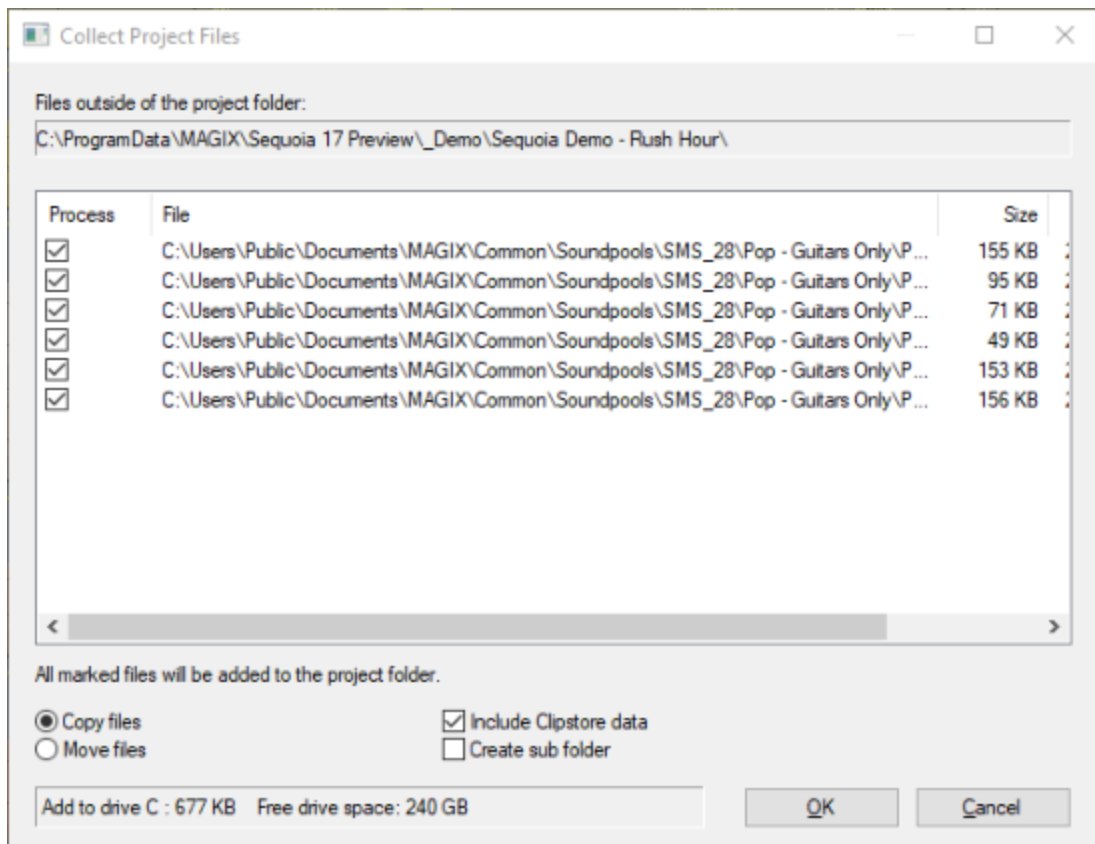 Collect Project Files
Files outside of the project folder:
C:\ProgramData\MAGIX\Sequoia 17 Preview\_Demo\Sequoia Demo - Rush Hour\
Process File Size
C:\Users\Public\Documents\MAGIX\Common\Soundpools\SMS_28\Pop - Guitars Only\P... 155 KB
C:\Users\Public\Documents\MAGIX\Common\Soundpools\SMS_28\Pop - Guitars Only\P... 95 KB
C:\Users\Public\Documents\MAGIX\Common\Soundpools\SMS_28\Pop - Guitars Only\P... 71 KB
C:\Users\Public\Documents\MAGIX\Common\Soundpools\SMS_28\Pop - Guitars Only\P... 49 KB
C:\Users\Public\Documents\MAGIX\Common\Soundpools\SMS_28\Pop - Guitars Only\P... 153 KB
C:\Users\Public\Documents\MAGIX\Common\Soundpools\SMS_28\Pop - Guitars Only\P... 156 KB
All marked files will be added to the project folder.
Copy files Include Clipstore data
Move files Create sub folder
Add to drive C : 677 KB Free drive space: 240 GB OK Cancel